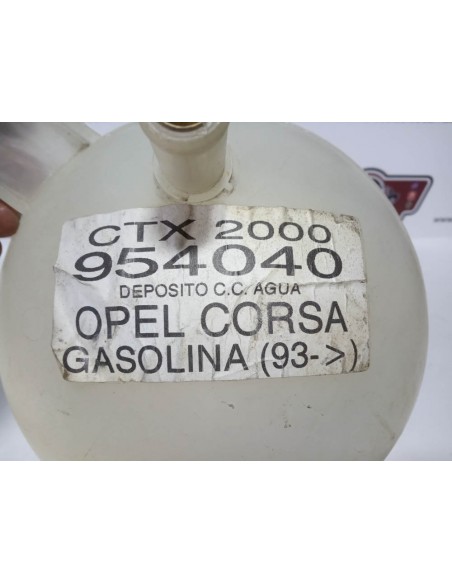 CTX 2000
954040
DEPOSITO C.C. AGUA
OPEL CORSA
GASOLINA (93->)